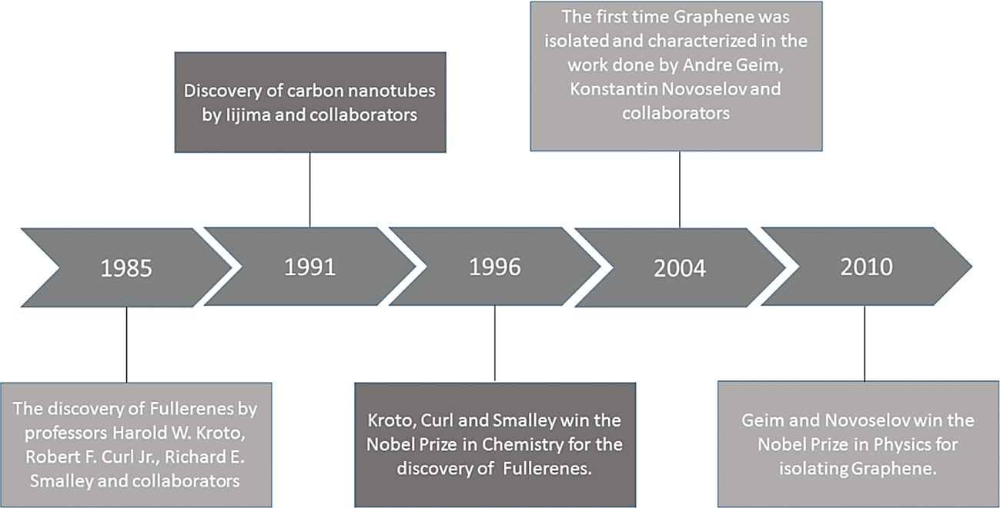 The first time Graphene was
isolated and characterized in the
work done by Andre Geim,
Konstantin Novoselov and
collaborators
Discovery of carbon nanotubes
by Iijima and collaborators
1985
1991
1996
2004
2010
The discovery of Fullerenes by
professors Harold W. Kroto,
Robert F. Curl Jr., Richard E.
Smalley and collaborators
Kroto, Curl and Smalley win the
Nobel Prize in Chemistry for the
discovery of Fullerenes.
Geim and Novoselov win the
Nobel Prize in Physics for
isolating Graphene.